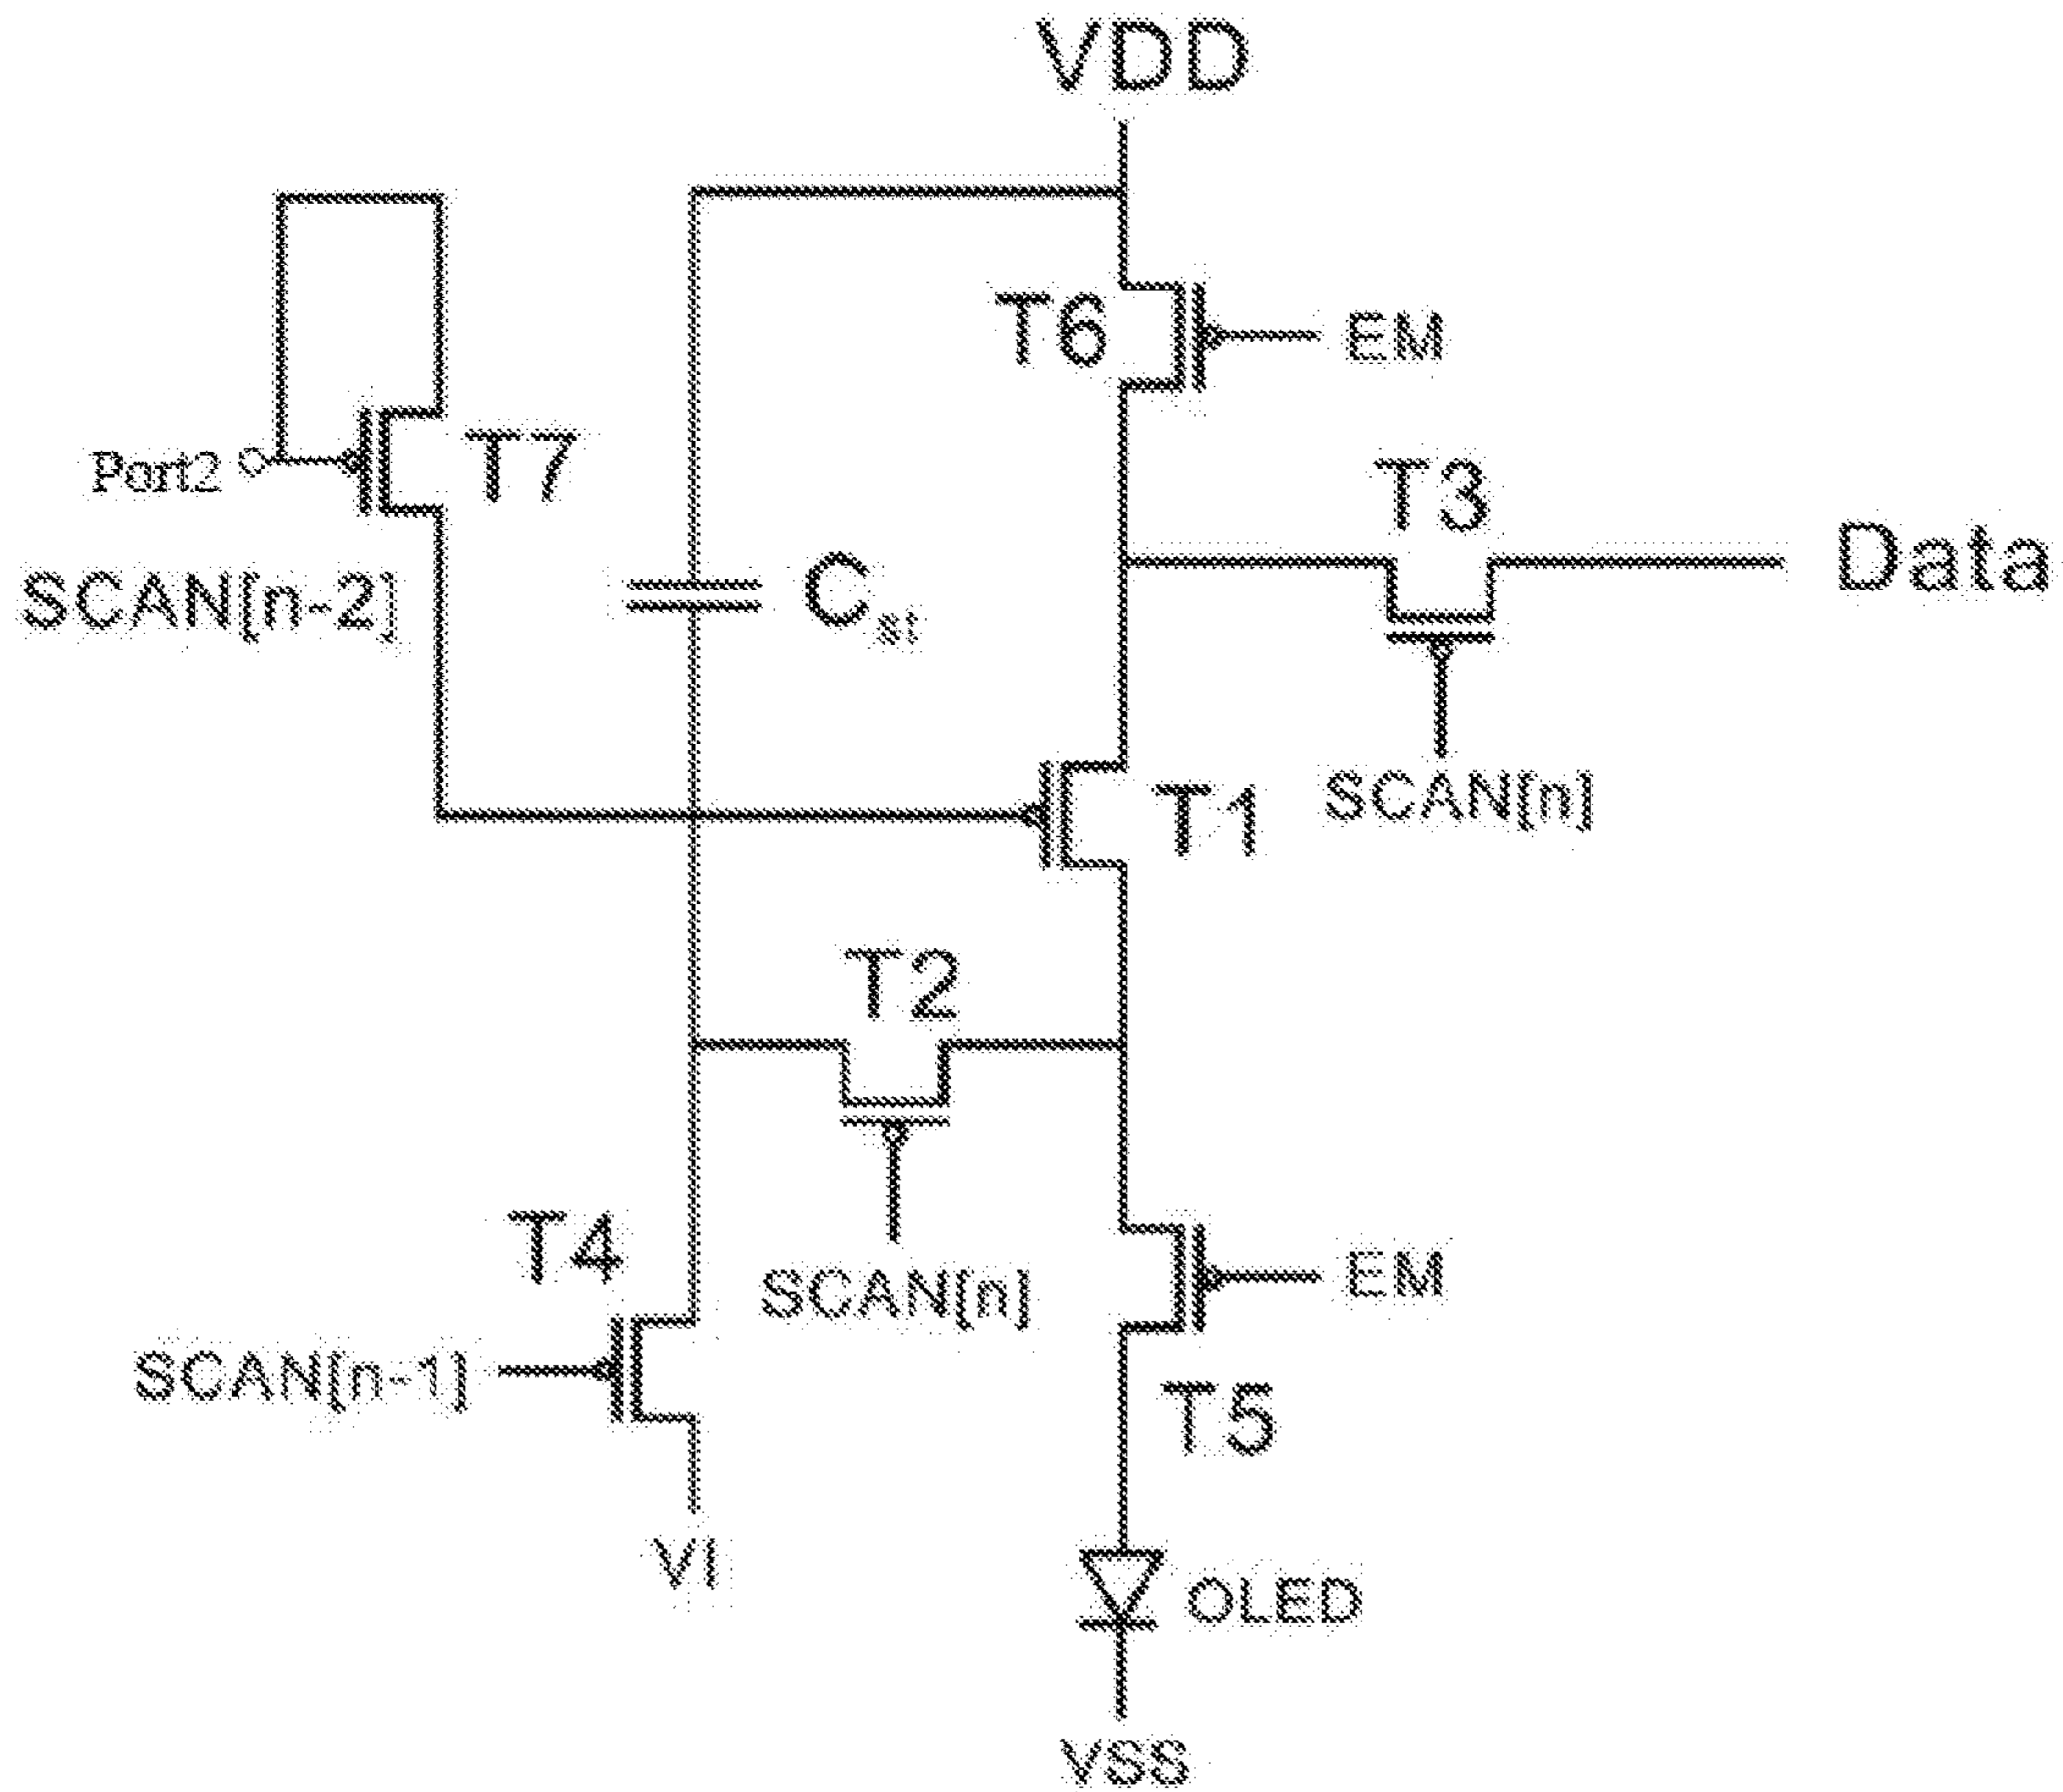 VDD
T6
EM
T7
Port2
T3
Data
SCAN[n-2]
Cst
SCAN[n]
T1
T2
T4
SCAN[n]
EM
SCAN[n-1]
T5
VI
OLED
VSS